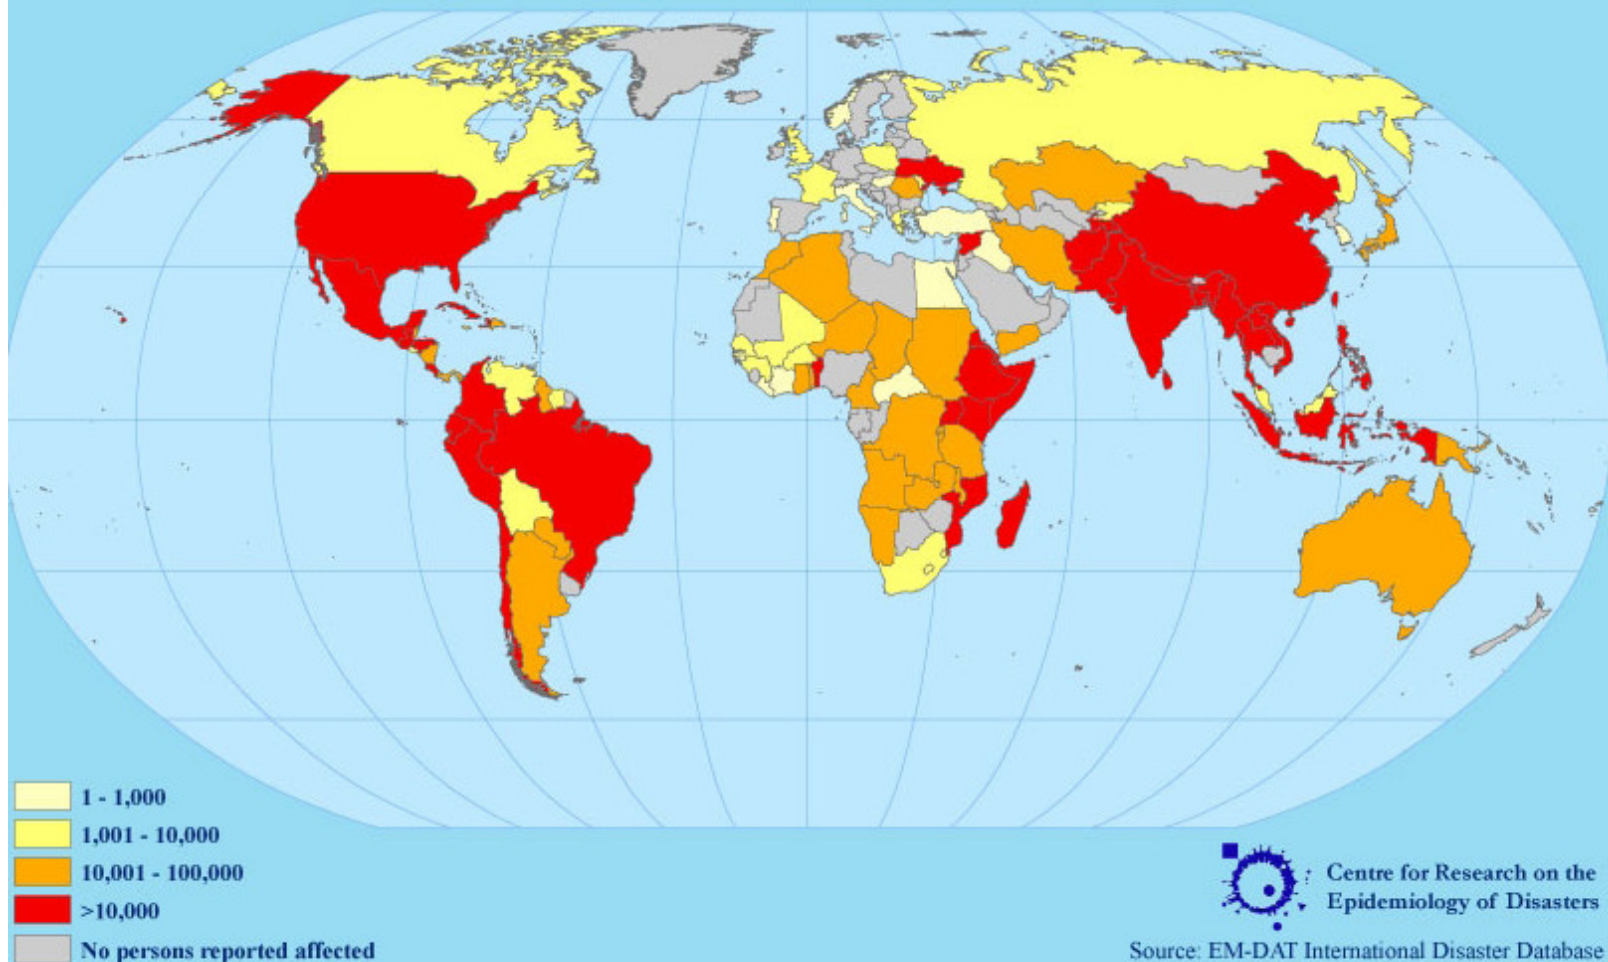 1 - 1,000
1,001 - 10,000
10,001 - 100,000
>10,000
No persons reported affected
Centre for Research on the
Epidemiology of Disasters
Source: EM-DAT International Disaster Database